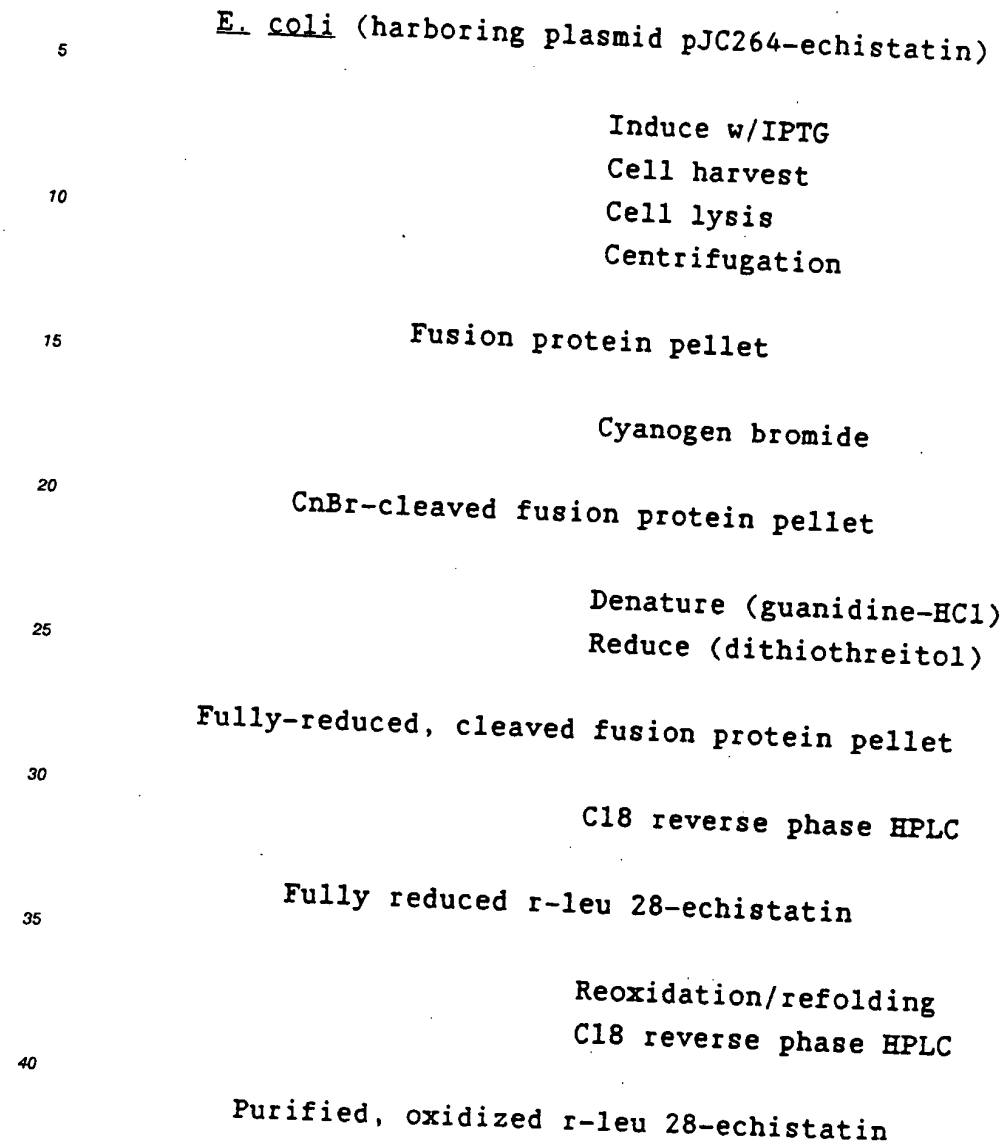 E. coli (harboring plasmid pJC264-echistatin)
5
Induce w/IPTG
Cell harvest
10
Cell lysis
Centrifugation
15
Fusion protein pellet
Cyanogen bromide
20
CnBr-cleaved fusion protein pellet
Denature (guanidine-HCl)
25
Reduce (dithiothreitol)
Fully-reduced, cleaved fusion protein pellet
30
C18 reverse phase HPLC
Fully reduced r-leu 28-echistatin
35
Reoxidation/refolding
C18 reverse phase HPLC
40
Purified, oxidized r-leu 28-echistatin